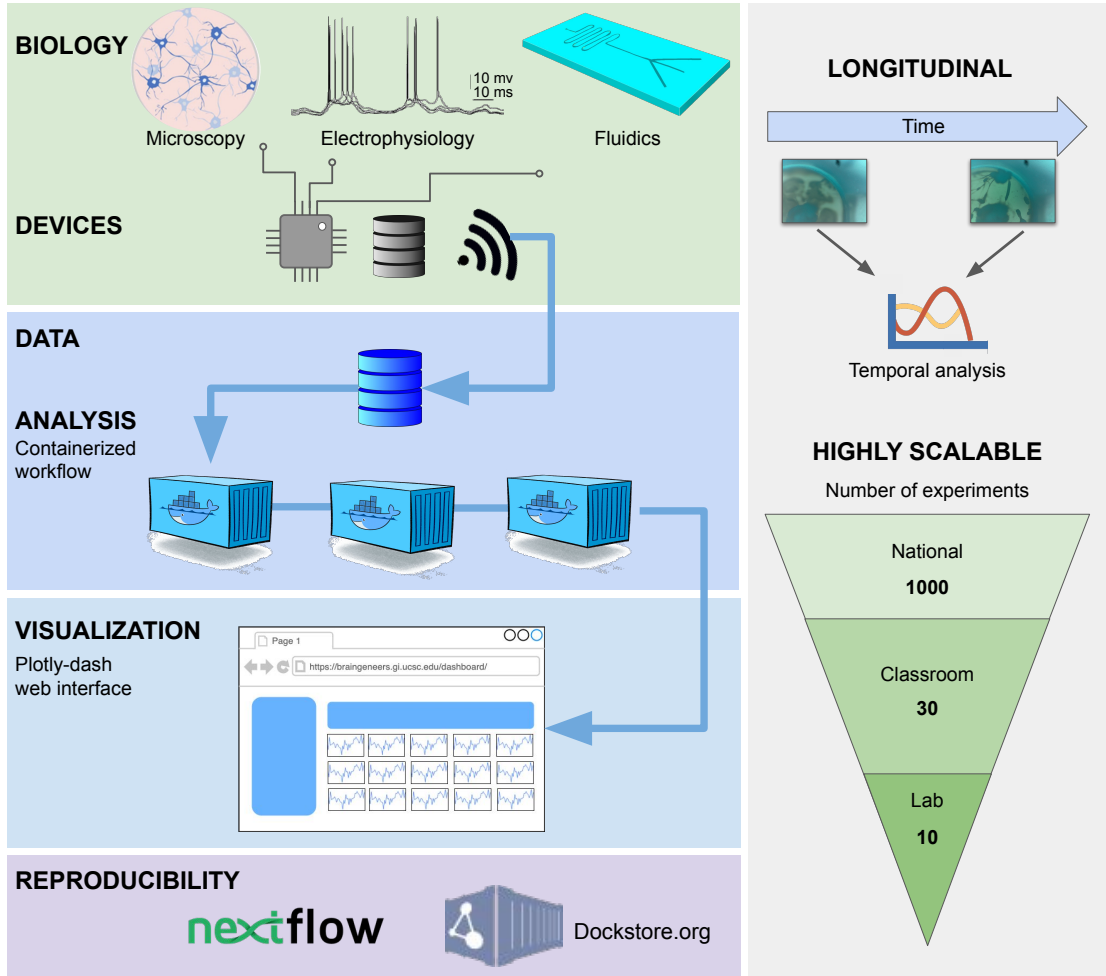 BIOLOGY
10 mv
10 ms
Microscopy
Electrophysiology
Fluidics
DEVICES
DATA
ANALYSIS
Containerized
workflow
VISUALIZATION
Plotly-dash
web interface
Page 1
https://braingeneers.gi.ucsc.edu/dashboard/
REPRODUCIBILITY
nextflow
Dockstore.org
LONGITUDINAL
Time
Temporal analysis
HIGHLY SCALABLE
Number of experiments
National
1000
Classroom
30
Lab
10